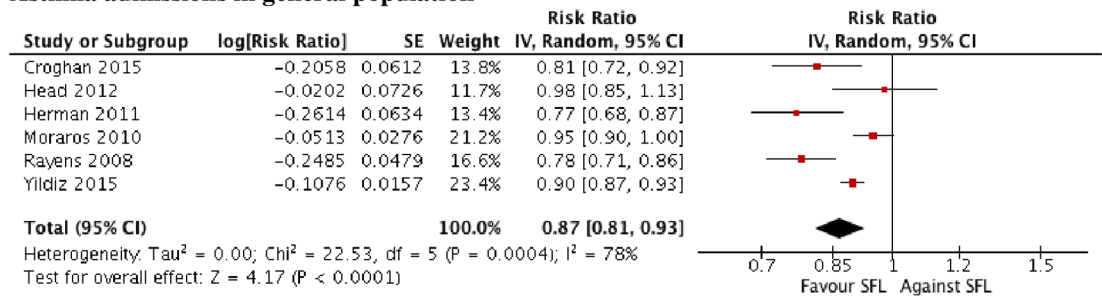 Asthma admissions in general population
Risk Ratio Risk Ratio
Study or Subgroup log[Risk Ratio] SE Weight IV, Random, 95% CI IV, Random, 95% CI
Croghan 2015 −0.2058 0.0612 13.8% 0.81 [0.72, 0.92]
Head 2012 −0.0202 0.0726 11.7% 0.98 [0.85, 1.13]
Herman 2011 −0.2614 0.0634 13.4% 0.77 [0.68, 0.87]
Moraros 2010 −0.0513 0.0276 21.2% 0.95 [0.90, 1.00]
Rayens 2008 −0.2485 0.0479 16.6% 0.78 [0.71, 0.86]
Yildiz 2015 −0.1076 0.0157 23.4% 0.90 [0.87, 0.93]
Total (95% CI) 100.0% 0.87 [0.81, 0.93]
Heterogeneity: Tau² = 0.00; Chi² = 22.53, df = 5 (P = 0.0004); I² = 78%
Test for overall effect: Z = 4.17 (P < 0.0001)
0.7 0.85 1 1.2 1.5
Favour SFL Against SFL